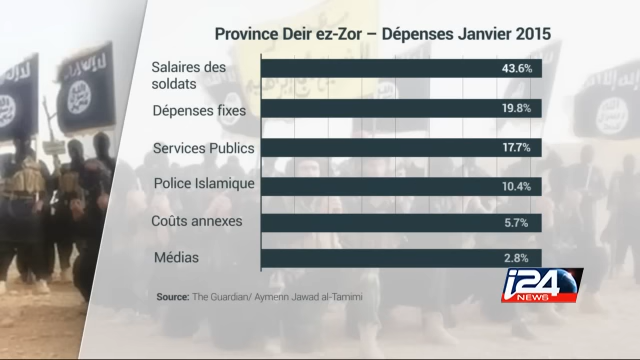 Province Deir ez-Zor – Dépenses Janvier 2015
Salaires des
soldats
43.6%
Dépenses fixes
19.8%
Services Publics
17.7%
Police Islamique
10.4%
Coûts annexes
5.7%
Médias
2.8%
Source: The Guardian/ Aymenn Jawad al-Tamimi
i24
NEWS